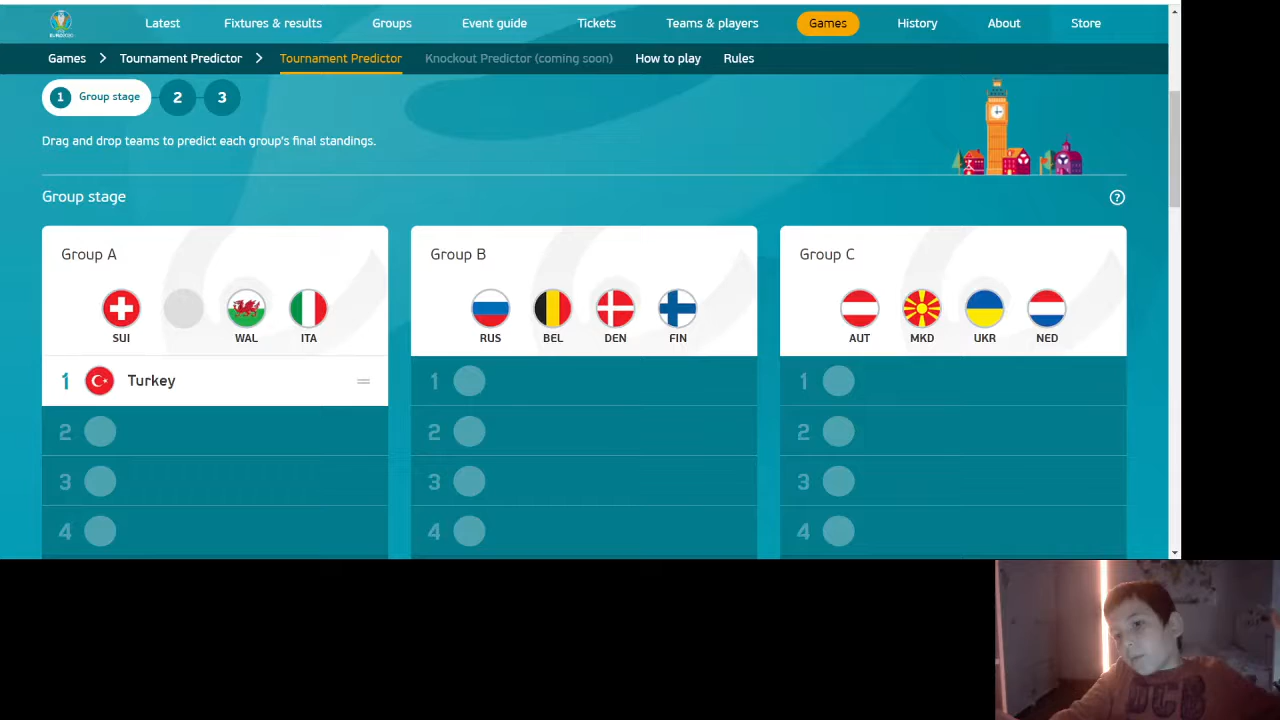 Latest Fixtures & results Groups Event guide Tickets Teams & players Games History About Store
Games Tournament Predictor Tournament Predictor Knockout Predictor (coming soon) How to play Rules
1 Group stage 2 3
Drag and drop teams to predict each group's final standings.
Group stage ?
Group A
SUI WAL ITA
1 Turkey
2
3
4
Group B
RUS BEL DEN FIN
1
2
3
4
Group C
AUT MKD UKR NED
1
2
3
4